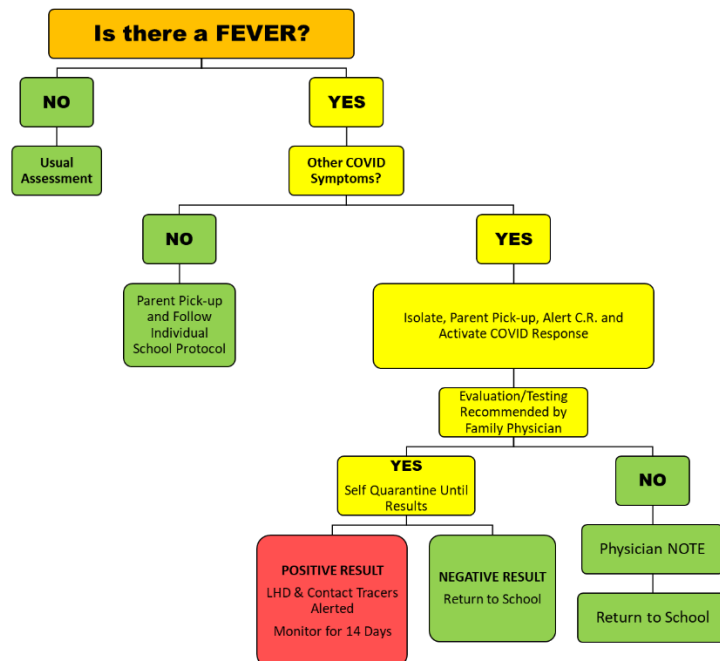 Is there a FEVER?
NO
YES
Usual
Assessment
Other COVID
Symptoms?
NO
YES
Parent Pick-up
and Follow
Individual
School Protocol
Isolate, Parent Pick-up, Alert C.R. and
Activate COVID Response
Evaluation/Testing
Recommended by
Family Physician
YES
Self Quarantine Until
Results
NO
POSITIVE RESULT
LHD & Contact Tracers
Alerted
Monitor for 14 Days
NEGATIVE RESULT
Return to School
Physician NOTE
Return to School